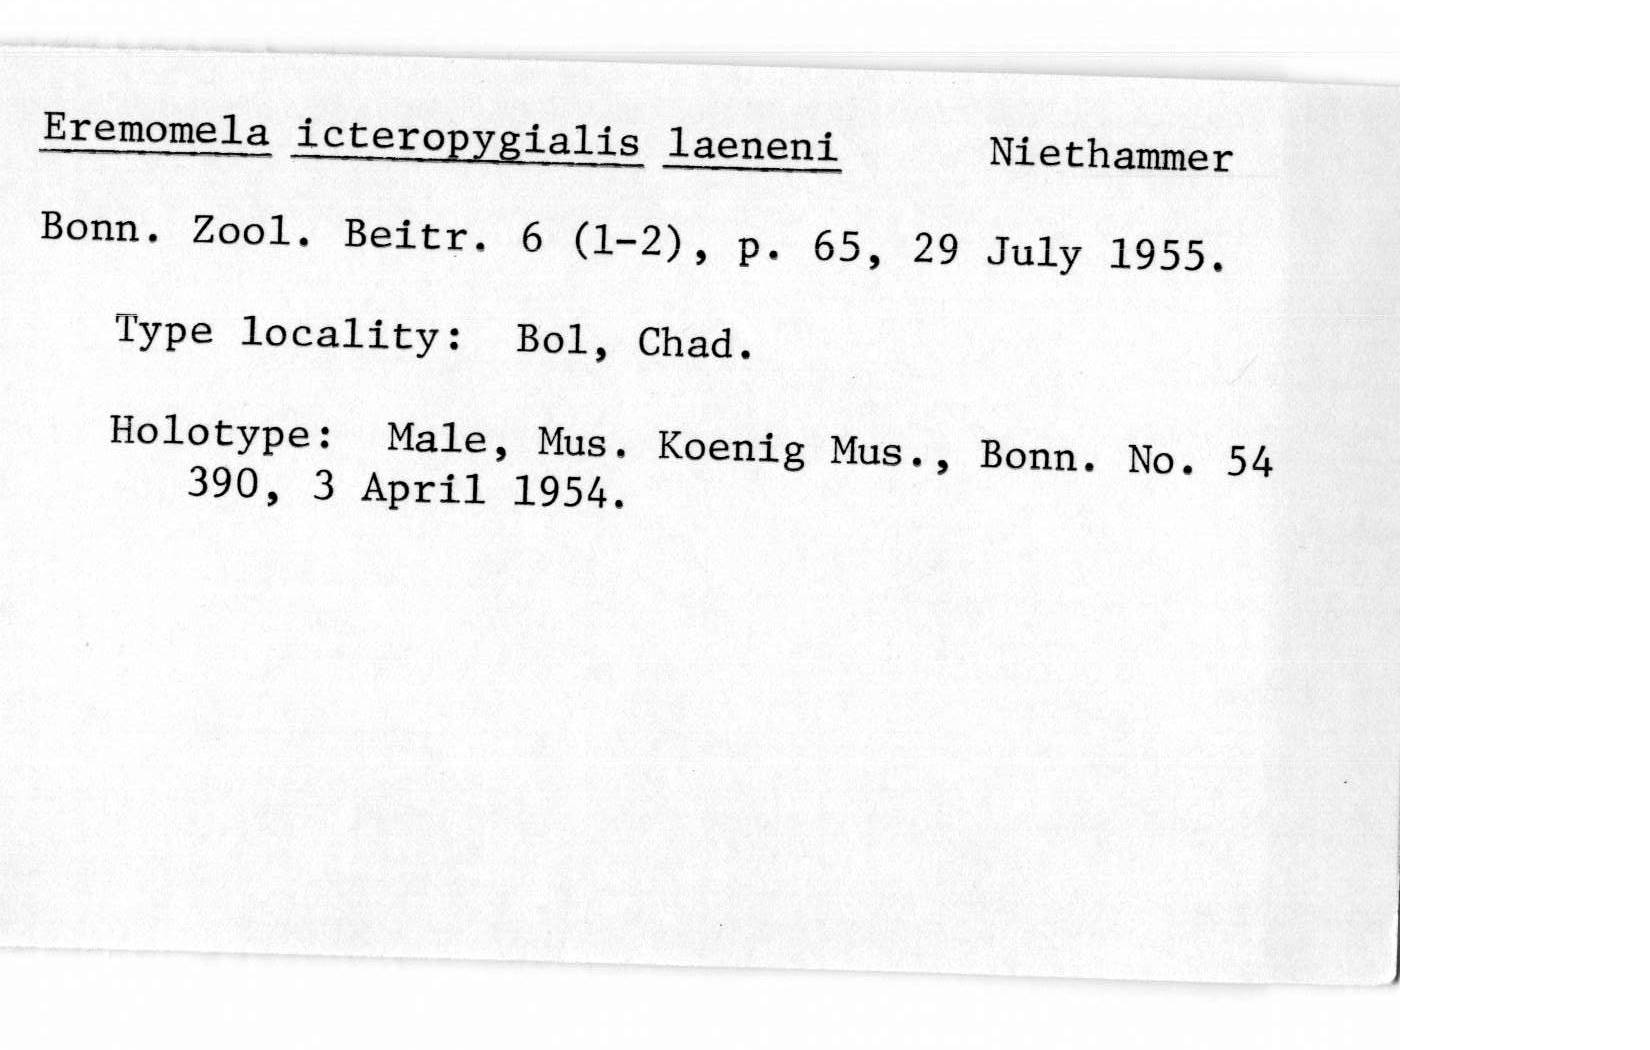 Eremomela icteropygialis laeneni Niethammer
Bonn. Zool. Beitr. 6 (1-2), p. 65, 29 July 1955.
Type locality: Bol, Chad.
Holotype: Male, Mus. Koenig Mus., Bonn. No. 54
390, 3 April 1954.